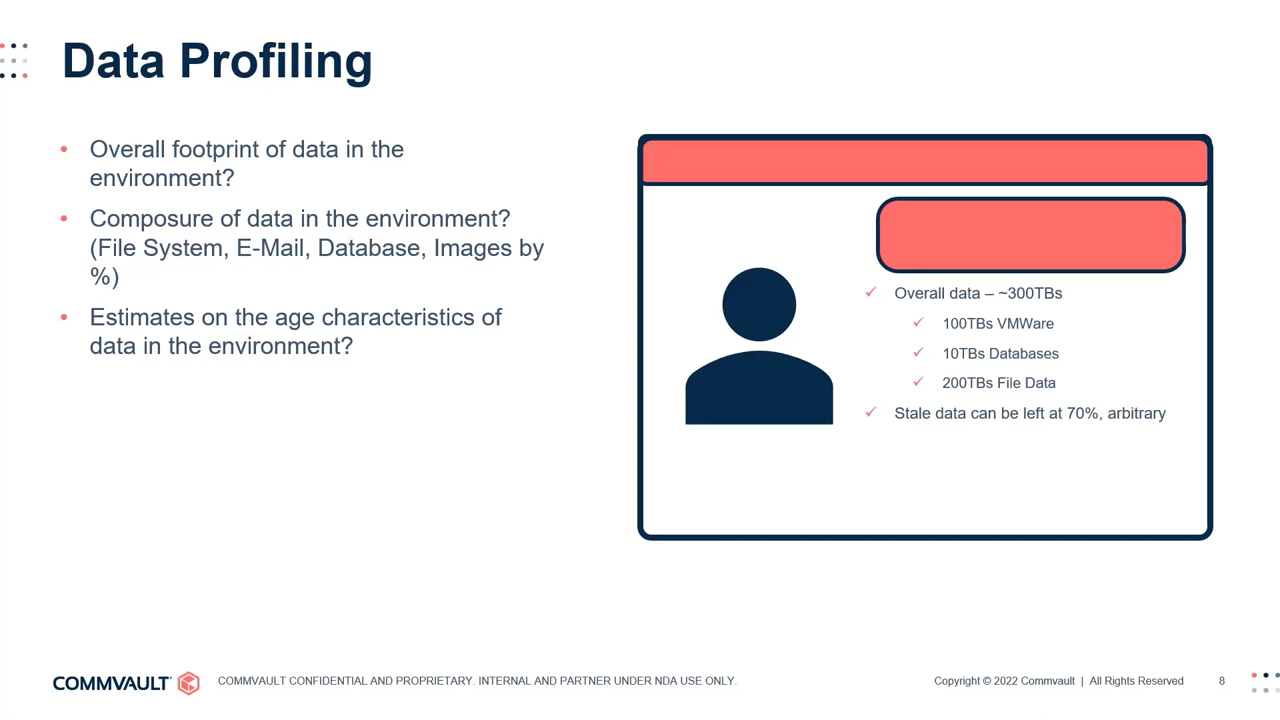 Data Profiling
• Overall footprint of data in the
environment?
• Composure of data in the environment?
(File System, E-Mail, Database, Images by
%)
• Estimates on the age characteristics of
data in the environment?
✓ Overall data – ~300TBs
✓ 100TBs VMWare
✓ 10TBs Databases
✓ 200TBs File Data
✓ Stale data can be left at 70%, arbitrary
COMMVAULT
COMMVAULT CONFIDENTIAL AND PROPRIETARY. INTERNAL AND PARTNER UNDER NDA USE ONLY.
Copyright © 2022 Commvault | All Rights Reserved
8